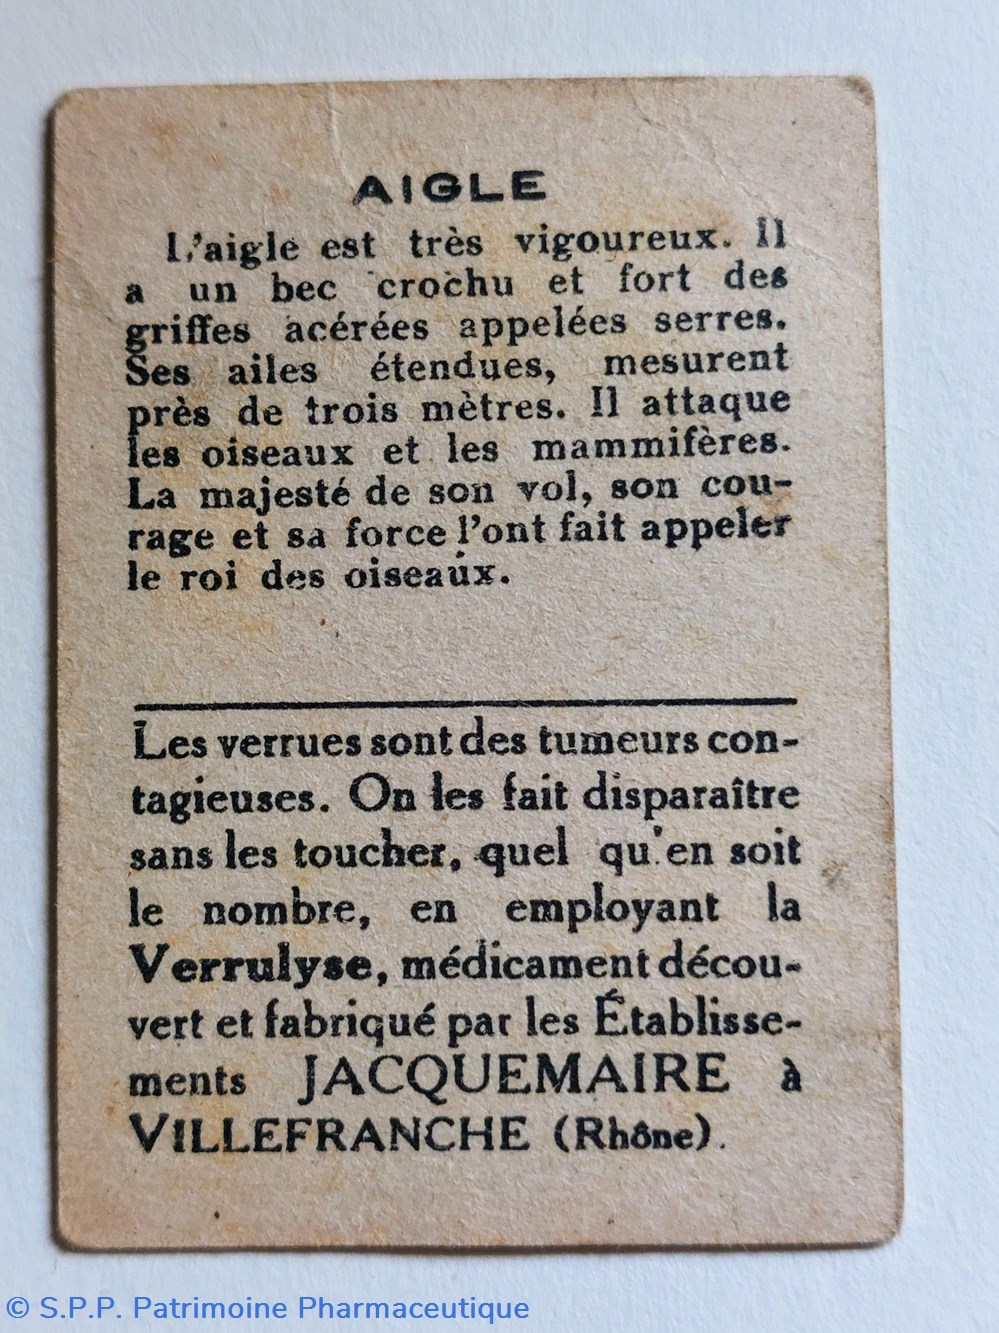 AIGLE
L'aigle est très vigoureux. Il
a un bec crochu et fort des
griffes acérées appelées serres.
Ses ailes étendues, mesurent
près de trois mètres. Il attaque
les oiseaux et les mammifères.
La majesté de son vol, son cou-
rage et sa force l'ont fait appeler
le roi des oiseaux.
Les verrues sont des tumeurs con-
tagieuses. On les fait disparaître
sans les toucher, quel qu'en soit
le nombre, en employant la
Verrulyse, médicament décou-
vert et fabriqué par les Établisse-
ments JACQUEMAIRE à
VILLEFRANCHE (Rhône).
© S.P.P. Patrimoine Pharmaceutique